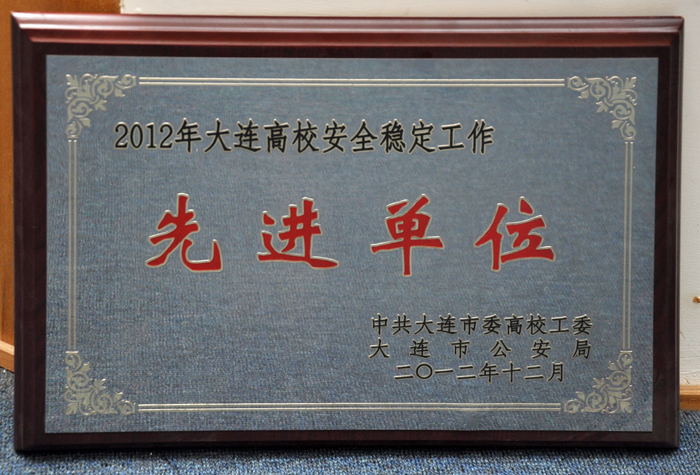 2012年大连高校安全稳定工作
先进单位
中共大连市委高校工委
大连市公安局
二〇一二年十二月